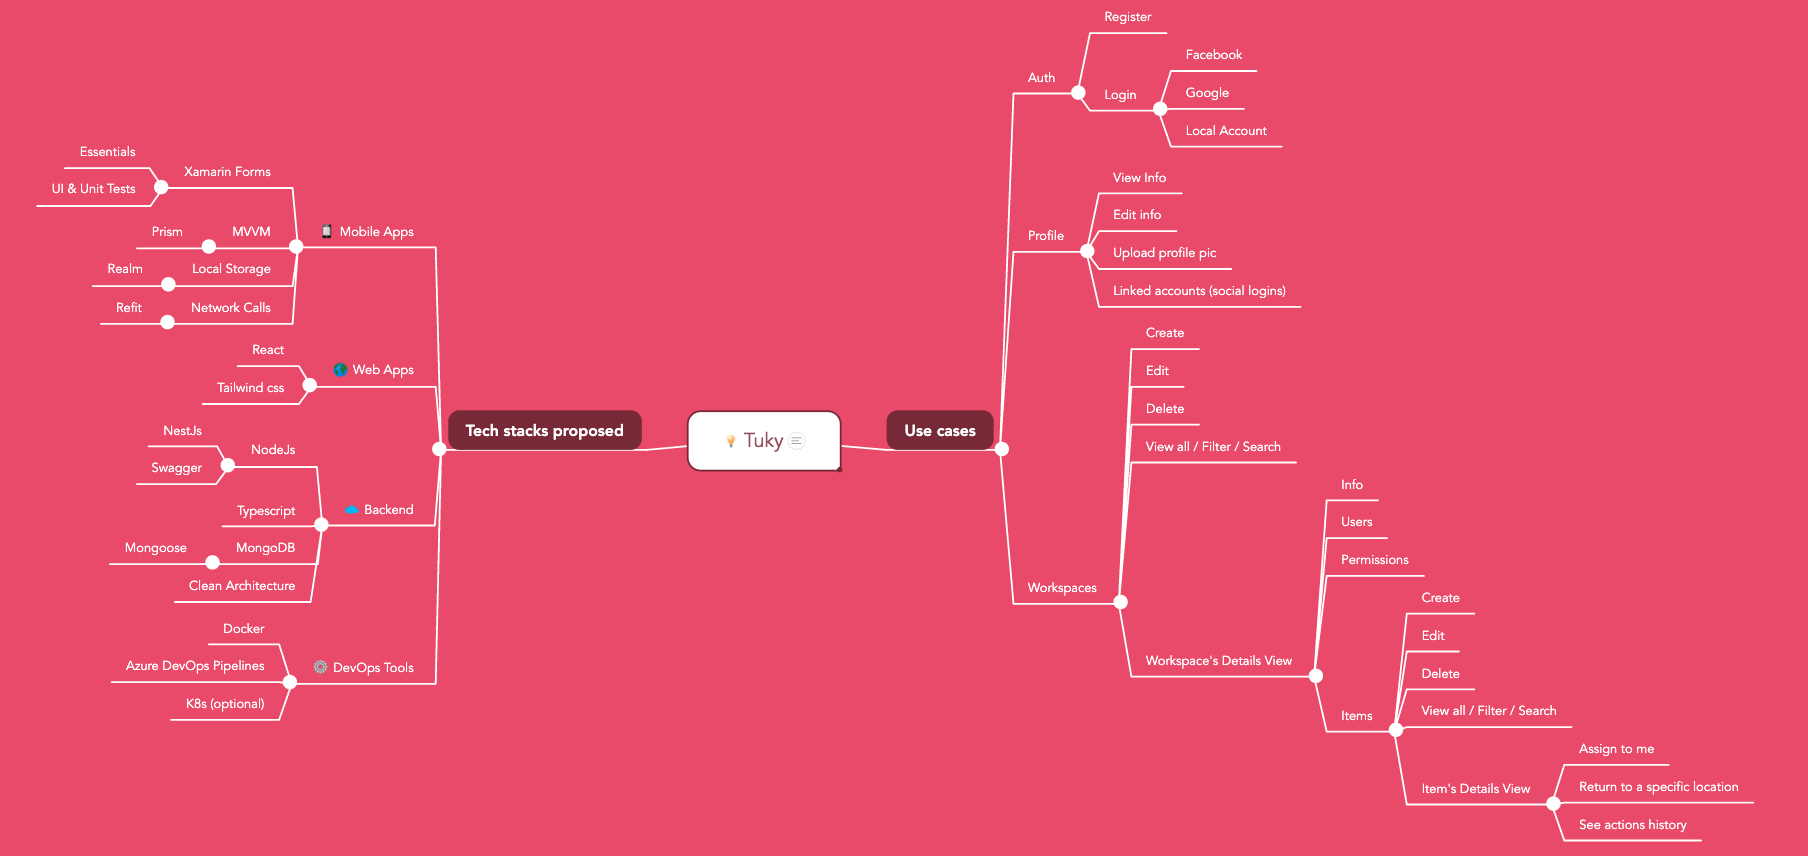 Tuky
Tech stacks proposed
Mobile Apps
Xamarin Forms
Essentials
UI & Unit Tests
MVVM
Prism
Local Storage
Realm
Network Calls
Refit
Web Apps
React
Tailwind css
Backend
NodeJs
NestJs
Swagger
Typescript
MongoDB
Mongoose
Clean Architecture
DevOps Tools
Docker
Azure DevOps Pipelines
K8s (optional)
Use cases
Auth
Register
Login
Facebook
Google
Local Account
Profile
View Info
Edit info
Upload profile pic
Linked accounts (social logins)
Workspaces
Create
Edit
Delete
View all / Filter / Search
Workspace's Details View
Info
Users
Permissions
Items
Create
Edit
Delete
View all / Filter / Search
Item's Details View
Assign to me
Return to a specific location
See actions history